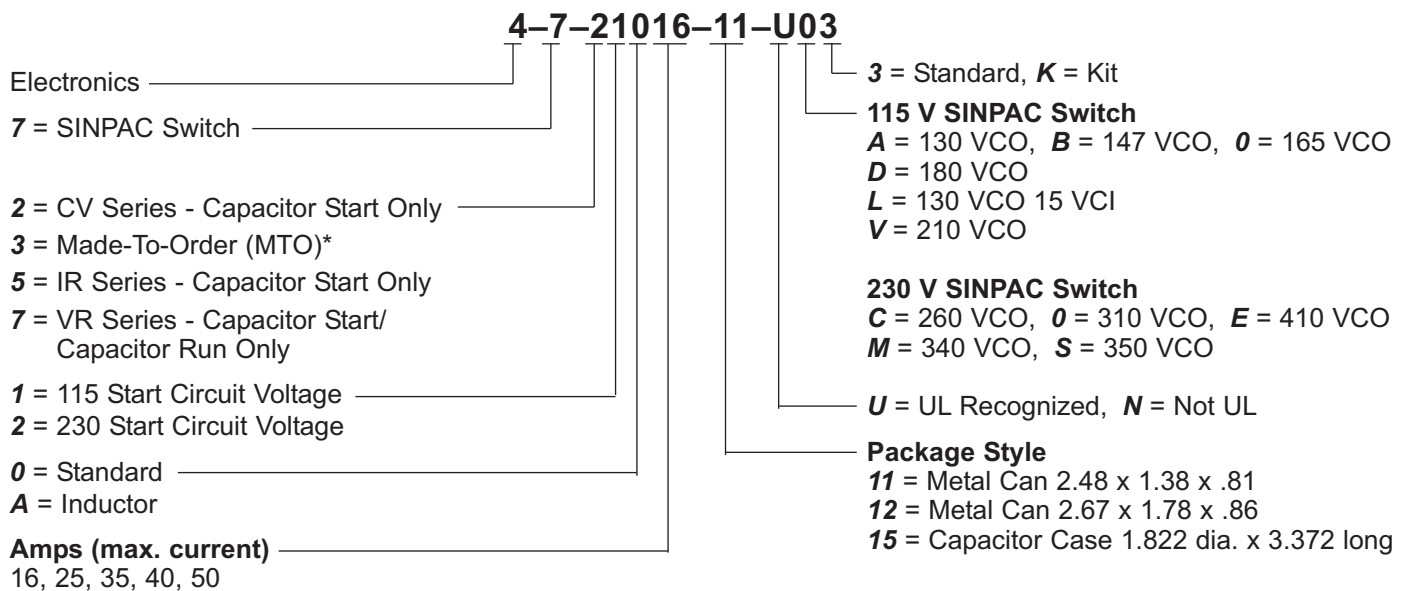 4–7–21016–11–U03
Electronics
7 = SINPAC Switch
2 = CV Series - Capacitor Start Only
3 = Made-To-Order (MTO)*
5 = IR Series - Capacitor Start Only
7 = VR Series - Capacitor Start/
Capacitor Run Only
1 = 115 Start Circuit Voltage
2 = 230 Start Circuit Voltage
0 = Standard
A = Inductor
Amps (max. current)
16, 25, 35, 40, 50
3 = Standard, K = Kit
115 V SINPAC Switch
A = 130 VCO, B = 147 VCO, 0 = 165 VCO
D = 180 VCO
L = 130 VCO 15 VCI
V = 210 VCO
230 V SINPAC Switch
C = 260 VCO, 0 = 310 VCO, E = 410 VCO
M = 340 VCO, S = 350 VCO
U = UL Recognized, N = Not UL
Package Style
11 = Metal Can 2.48 x 1.38 x .81
12 = Metal Can 2.67 x 1.78 x .86
15 = Capacitor Case 1.822 dia. x 3.372 long